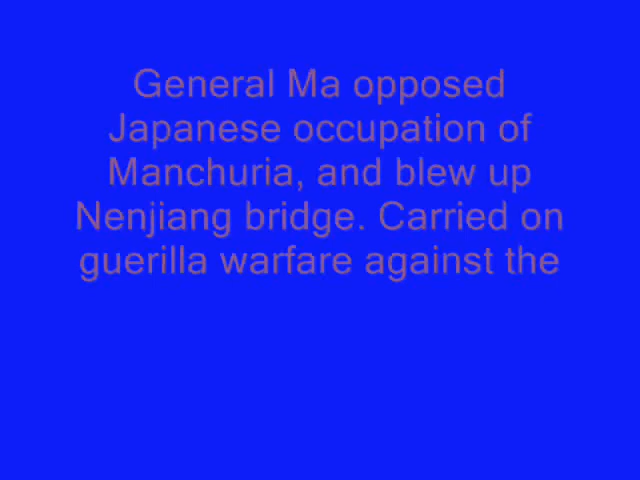 General Ma opposed
Japanese occupation of
Manchuria, and blew up
Nenjiang bridge. Carried on
guerilla warfare against the